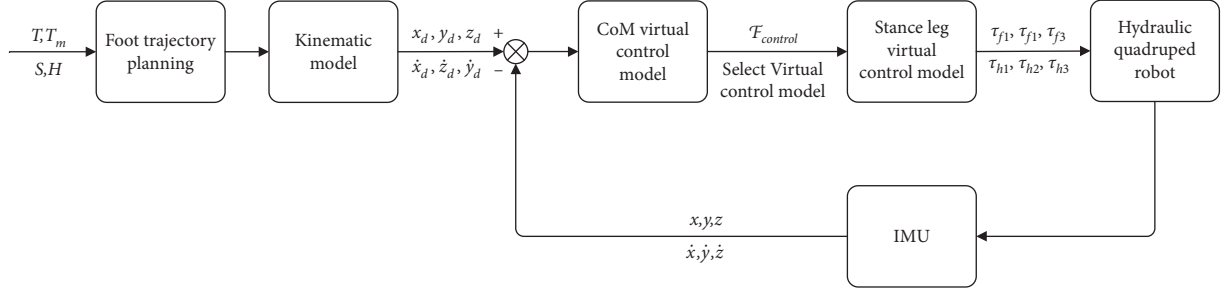 T,Tₘ
S,H
Foot trajectory
planning
Kinematic
model
x_d, y_d, z_d
ẋ_d, ż_d, ẏ_d
+
−
CoM virtual
control
model
ℱ_control
Select Virtual
control model
Stance leg
virtual
control model
τ_f1, τ_f1, τ_f3
τ_h1, τ_h2, τ_h3
Hydraulic
quadruped
robot
x,y,z
ẋ,ẏ,ż
IMU